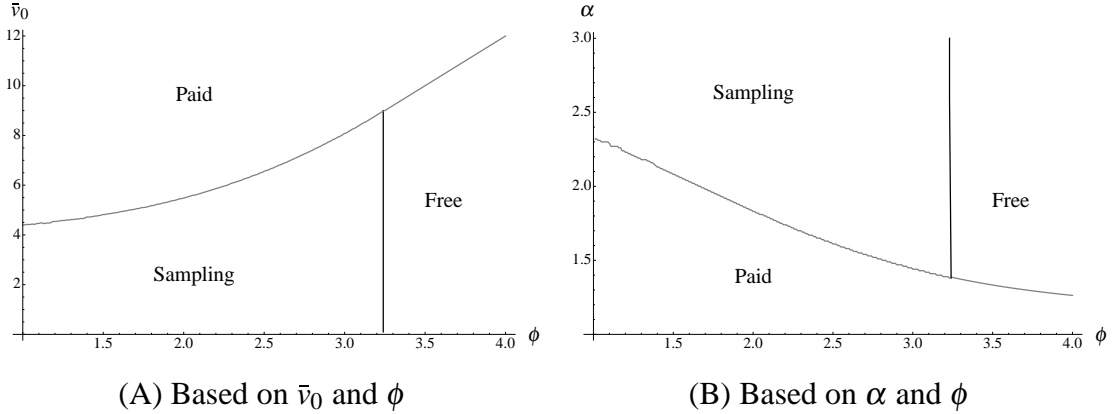 v̄₀
12
10
8
6
4
2
Paid
Free
Sampling
1.5 2.0 2.5 3.0 3.5 4.0 ϕ
(A) Based on v̄₀ and ϕ
α
3.0
2.5
2.0
1.5
Sampling
Free
Paid
1.5 2.0 2.5 3.0 3.5 4.0 ϕ
(B) Based on α and ϕ